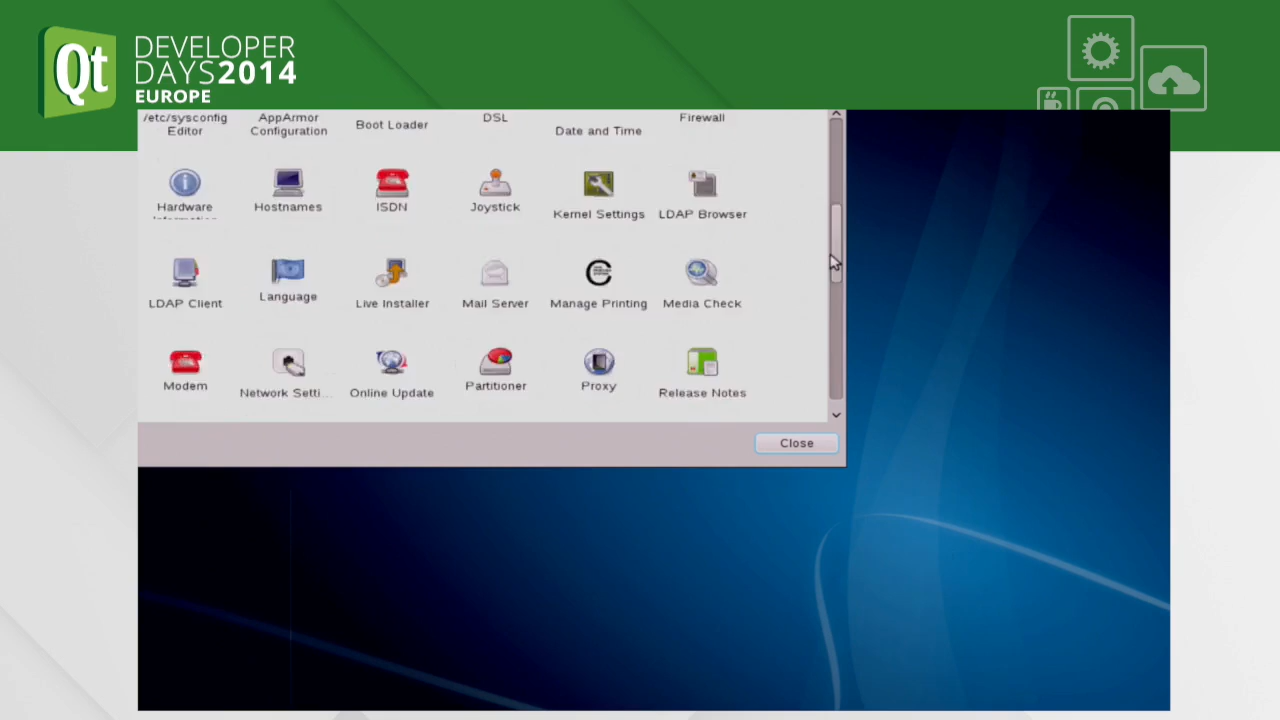 Qt
DEVELOPER
DAYS2014
EUROPE
/etc/sysconfig
Editor
AppArmor
Configuration
Boot Loader
DSL
Date and Time
Firewall
Hardware
Information
Hostnames
ISDN
Joystick
Kernel Settings
LDAP Browser
LDAP Client
Language
Live Installer
Mail Server
Manage Printing
Media Check
Modem
Network Setti...
Online Update
Partitioner
Proxy
Release Notes
Close